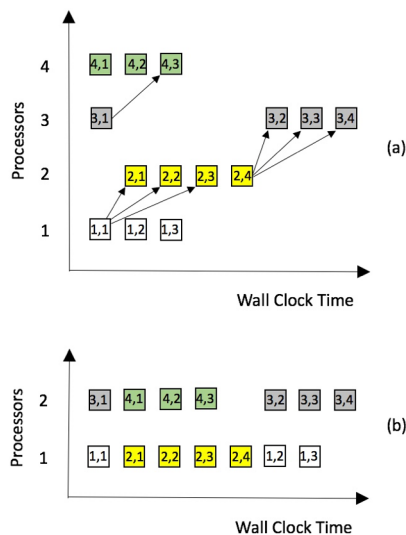 4 4,1 4,2 4,3
3 3,1 3,2 3,3 3,4
(a)
Processors
2 2,1 2,2 2,3 2,4
1 1,1 1,2 1,3
Wall Clock Time
2 3,1 4,1 4,2 4,3 3,2 3,3 3,4
(b)
Processors
1 1,1 2,1 2,2 2,3 2,4 1,2 1,3
Wall Clock Time